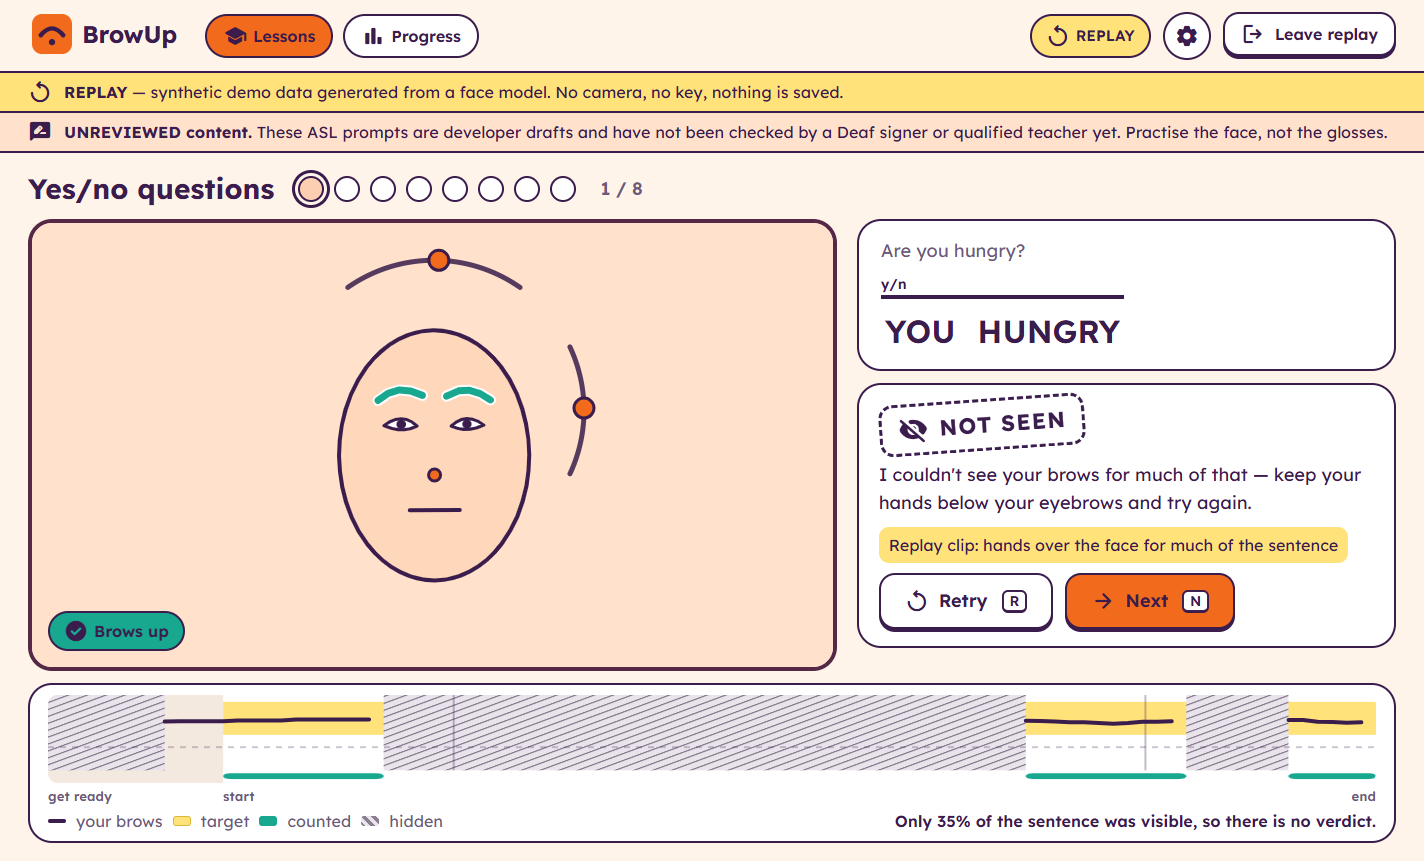 BrowUp
Lessons
Progress
REPLAY
Leave replay
REPLAY — synthetic demo data generated from a face model. No camera, no key, nothing is saved.
UNREVIEWED content. These ASL prompts are developer drafts and have not been checked by a Deaf signer or qualified teacher yet. Practise the face, not the glosses.
Yes/no questions
1 / 8
Are you hungry?
y/n
YOU HUNGRY
NOT SEEN
I couldn't see your brows for much of that — keep your
hands below your eyebrows and try again.
Replay clip: hands over the face for much of the sentence
Retry R
Next N
Brows up
get ready
start
end
your brows
target
counted
hidden
Only 35% of the sentence was visible, so there is no verdict.